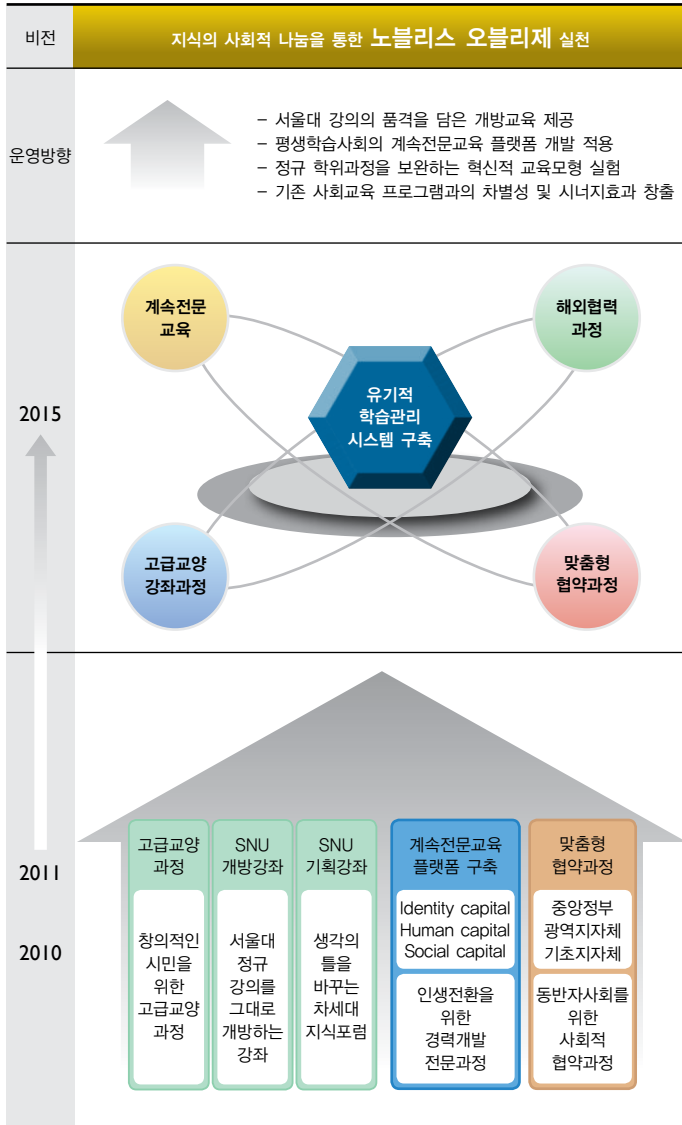 비전
지식의 사회적 나눔을 통한 노블리스 오블리제 실천
운영방향
– 서울대 강의의 품격을 담은 개방교육 제공
– 평생학습사회의 계속전문교육 플랫폼 개발 적용
– 정규 학위과정을 보완하는 혁신적 교육모형 실험
– 기존 사회교육 프로그램과의 차별성 및 시너지효과 창출
2015
계속전문
교육
해외협력
과정
유기적
학습관리
시스템 구축
고급교양
강좌과정
맞춤형
협약과정
2011
2010
고급교양
과정
창의적인
시민을
위한
고급교양
과정
SNU
개방강좌
서울대
정규
강의를
그대로
개방하는
강좌
SNU
기획강좌
생각의
틀을
바꾸는
차세대
지식포럼
계속전문교육
플랫폼 구축
Identity capital
Human capital
Social capital
인생전환을
위한
경력개발
전문과정
맞춤형
협약과정
중앙정부
광역지자체
기초지자체
동반자사회를
위한
사회적
협약과정